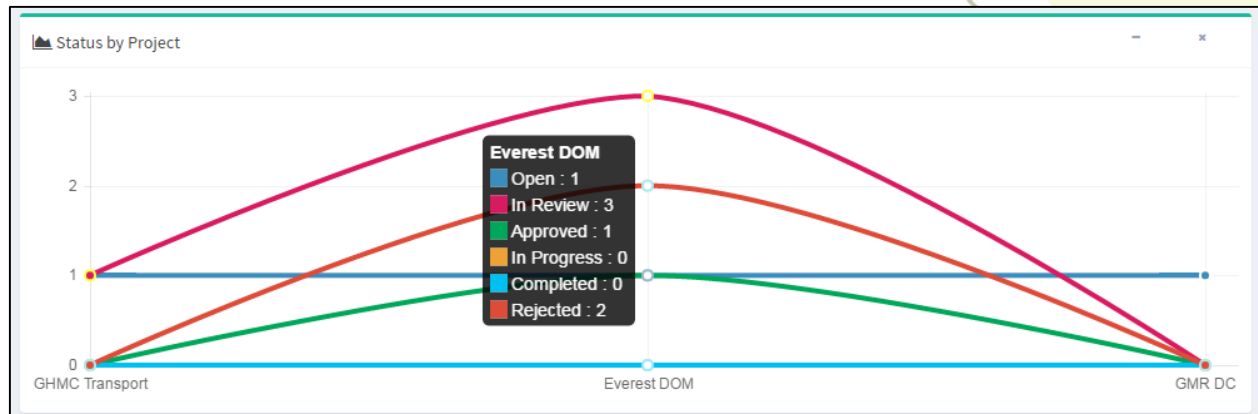 Status by Project
3
2
1
0
Everest DOM
Open : 1
In Review : 3
Approved : 1
In Progress : 0
Completed : 0
Rejected : 2
GHMC Transport Everest DOM GMR DC